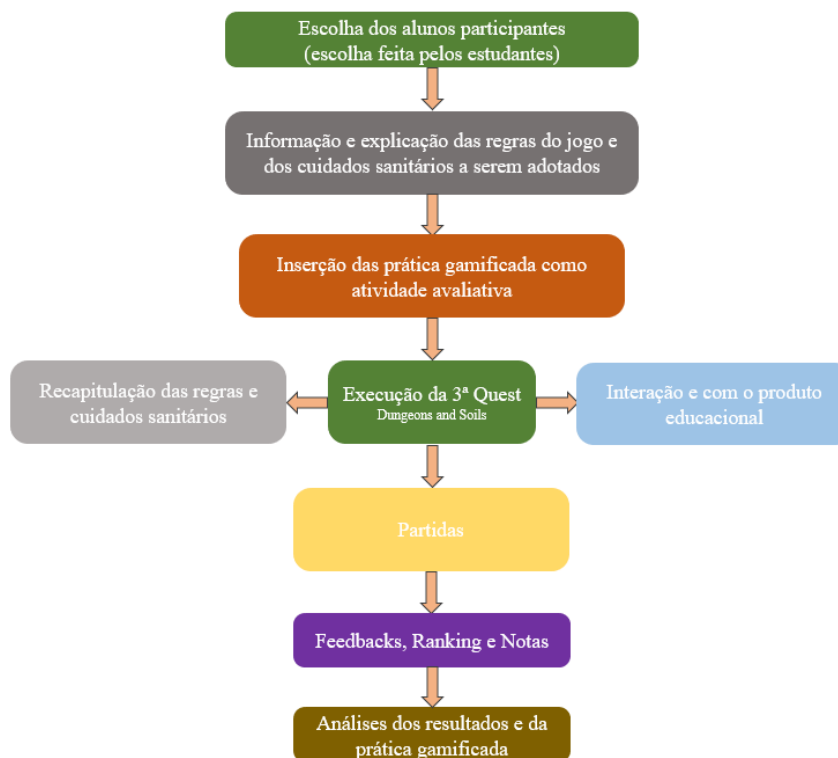 Escolha dos alunos participantes
(escolha feita pelos estudantes)
Informação e explicação das regras do jogo e
dos cuidados sanitários a serem adotados
Inserção das prática gamificada como
atividade avaliativa
Recapitulação das regras e
cuidados sanitários
Execução da 3ª Quest
Dungeons and Soils
Interação e com o produto
educacional
Partidas
Feedbacks, Ranking e Notas
Análises dos resultados e da
prática gamificada